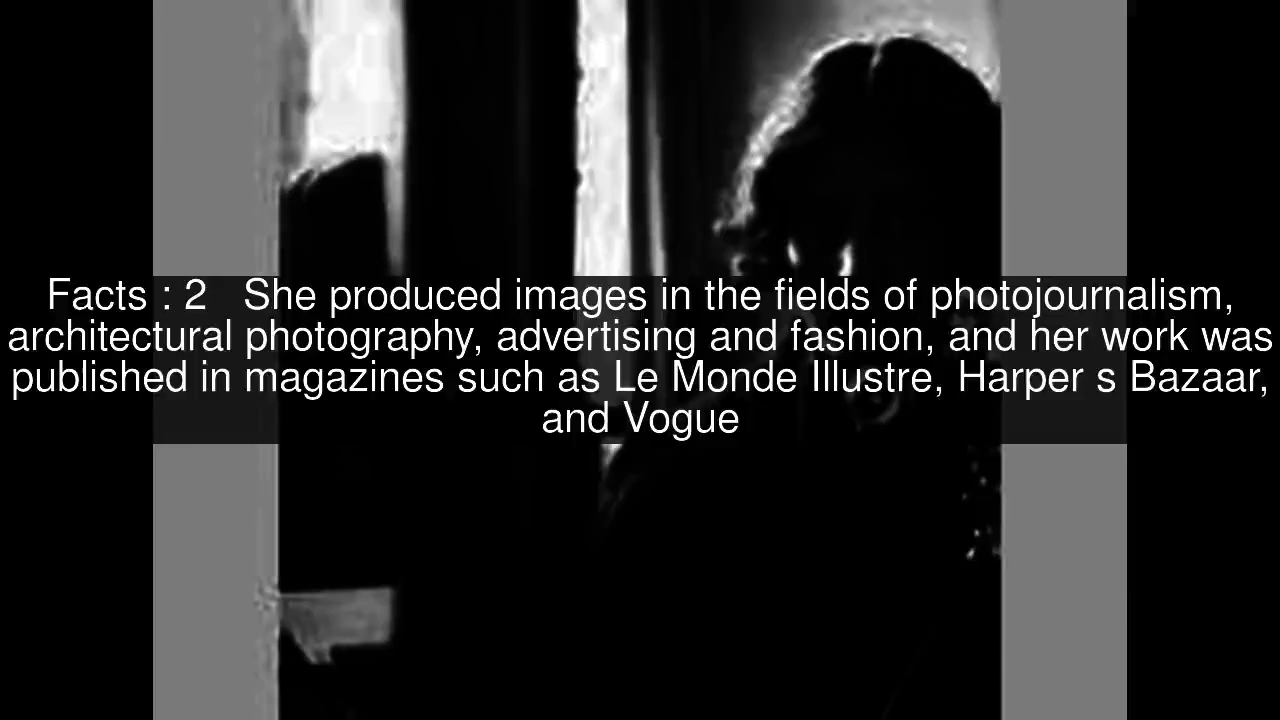 Facts : 2   She produced images in the fields of photojournalism,
architectural photography, advertising and fashion, and her work was
published in magazines such as Le Monde Illustre, Harper s Bazaar,
and Vogue